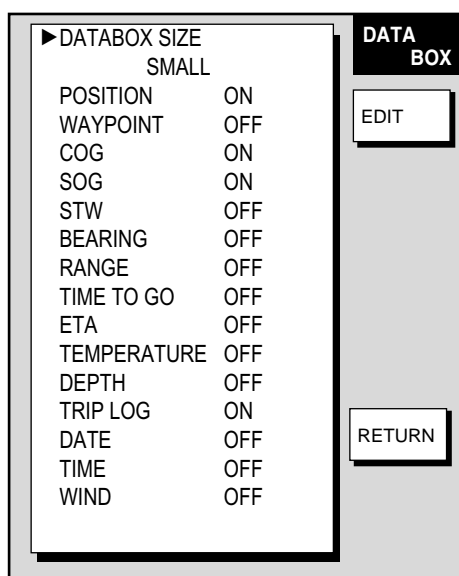 ►DATABOX SIZE
SMALL
POSITION ON
WAYPOINT OFF
COG ON
SOG ON
STW OFF
BEARING OFF
RANGE OFF
TIME TO GO OFF
ETA OFF
TEMPERATURE OFF
DEPTH OFF
TRIP LOG ON
DATE OFF
TIME OFF
WIND OFF
DATA
BOX
EDIT
RETURN